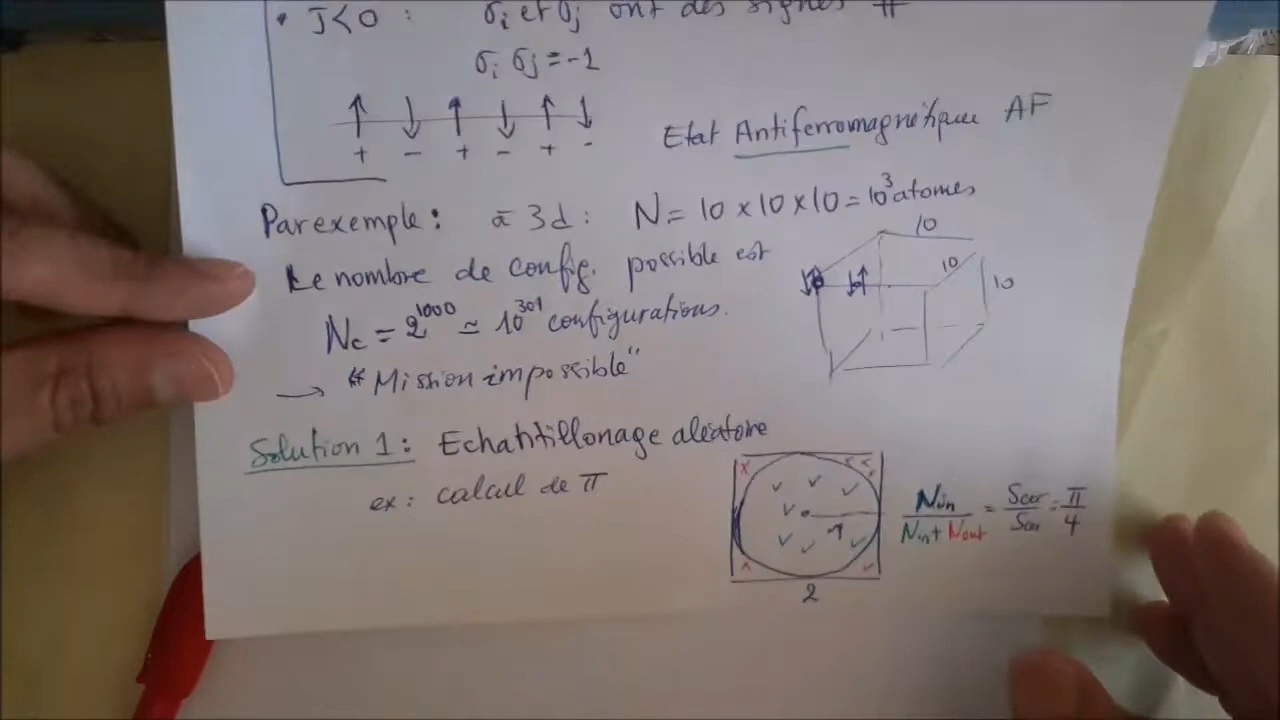 • J<0 : σi et σj ont des signes ≠
σi σj = -1
+ - + - + -
Etat Antiferromagnétique AF
Par exemple : à 3d : N = 10 x 10 x 10 = 10³ atomes
Le nombre de config. possible est
Nc = 2¹⁰⁰⁰ ≃ 10³⁰¹ configurations.
→ "Mission impossible"
10
10
10
Solution 1 : Echantillonage aléatoire
ex : calcul de π
2
Nin / Nin + Nout = Scer / Scar = π / 4